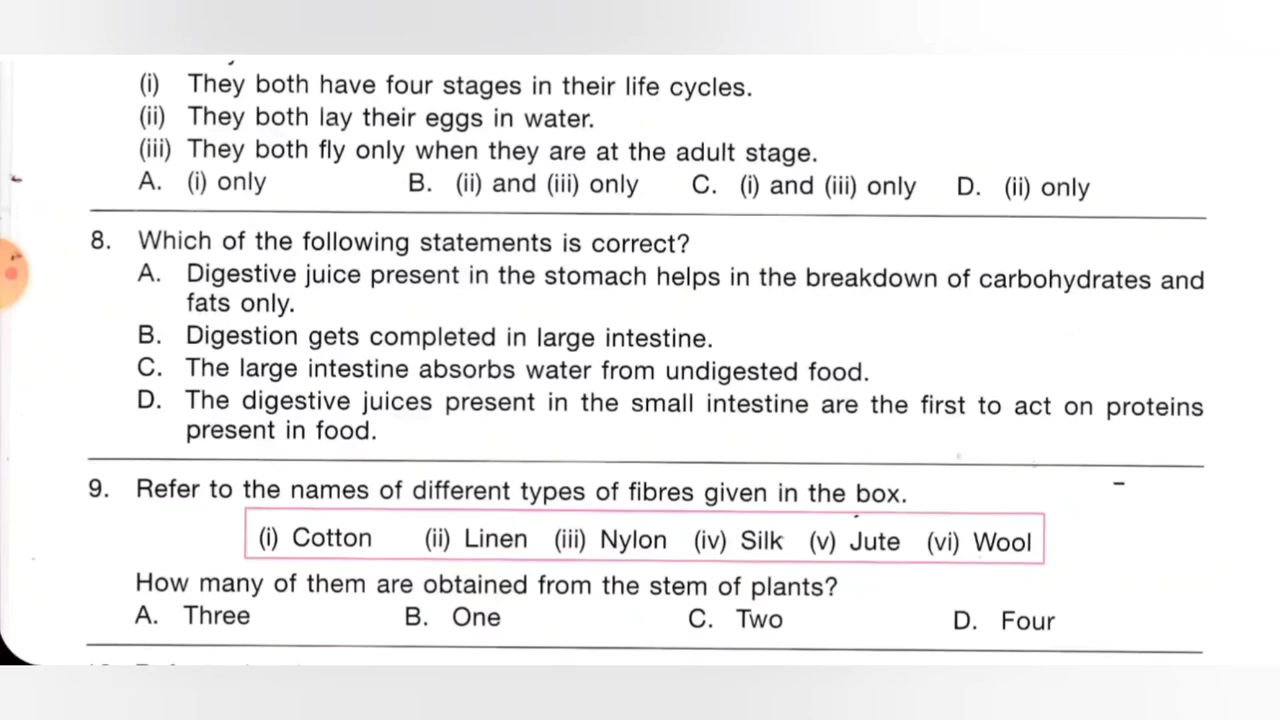 (i) They both have four stages in their life cycles.
(ii) They both lay their eggs in water.
(iii) They both fly only when they are at the adult stage.
A. (i) only B. (ii) and (iii) only C. (i) and (iii) only D. (ii) only
8. Which of the following statements is correct?
A. Digestive juice present in the stomach helps in the breakdown of carbohydrates and
fats only.
B. Digestion gets completed in large intestine.
C. The large intestine absorbs water from undigested food.
D. The digestive juices present in the small intestine are the first to act on proteins
present in food.
9. Refer to the names of different types of fibres given in the box.
(i) Cotton (ii) Linen (iii) Nylon (iv) Silk (v) Jute (vi) Wool
How many of them are obtained from the stem of plants?
A. Three B. One C. Two D. Four